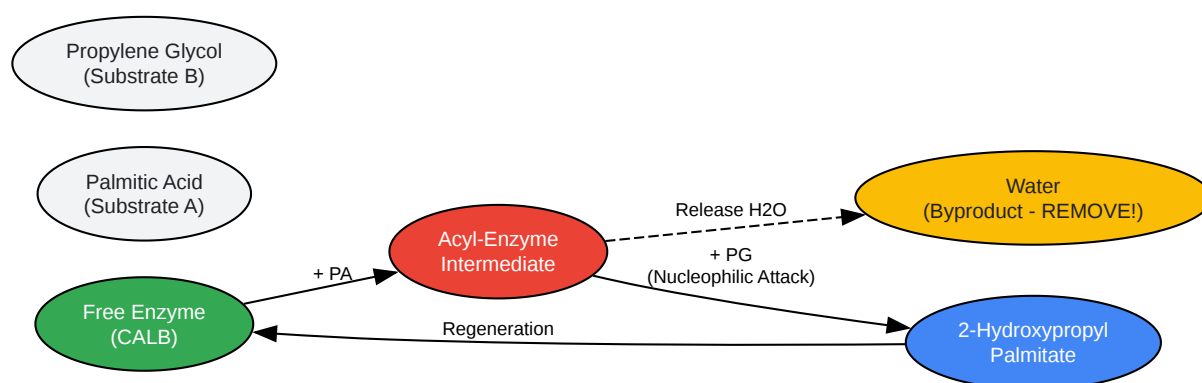 Propylene Glycol
(Substrate B)
Palmitic Acid
(Substrate A)
Free Enzyme
(CALB)
+ PA
Acyl-Enzyme
Intermediate
Release H2O
+ PG
(Nucleophilic Attack)
Regeneration
Water
(Byproduct - REMOVE!)
2-Hydroxypropyl
Palmitate